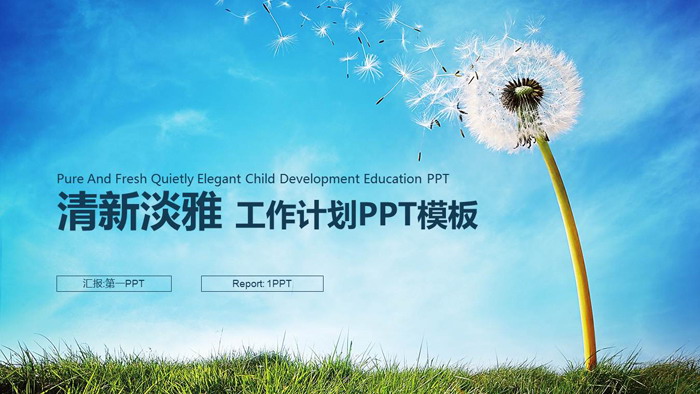 Pure And Fresh Quietly Elegant Child Development Education PPT
清新淡雅 工作计划PPT模板
汇报:第一PPT
Report: 1PPT